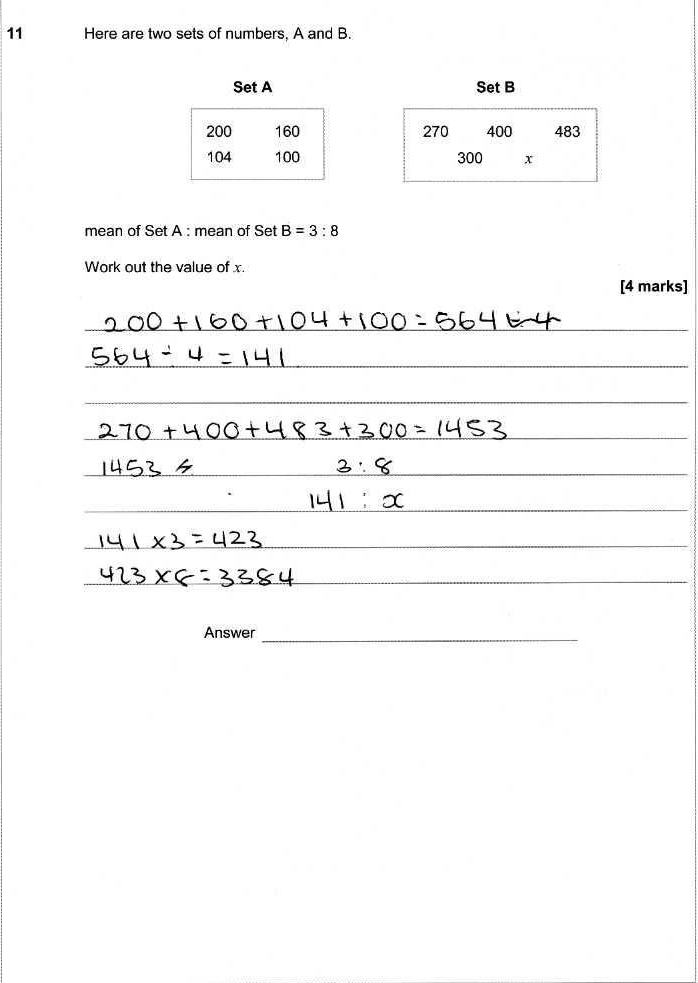 11 Here are two sets of numbers, A and B.
Set A Set B
200 160 270 400 483
104 100 300 x
mean of Set A : mean of Set B = 3 : 8
Work out the value of x.
[4 marks]
200 + 160 + 104 + 100 = 564
564 ÷ 4 = 141
270 + 400 + 483 + 300 = 1453
1453 3 : 8
141 : x
141 x 3 = 423
423 x 8 = 3384
Answer